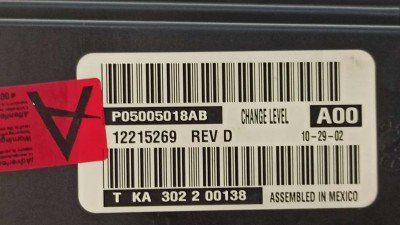 P05005018AB CHANGE LEVEL A00
12215269 REV D 10-29-02
T KA 302 2 00138 ASSEMBLED IN MEXICO